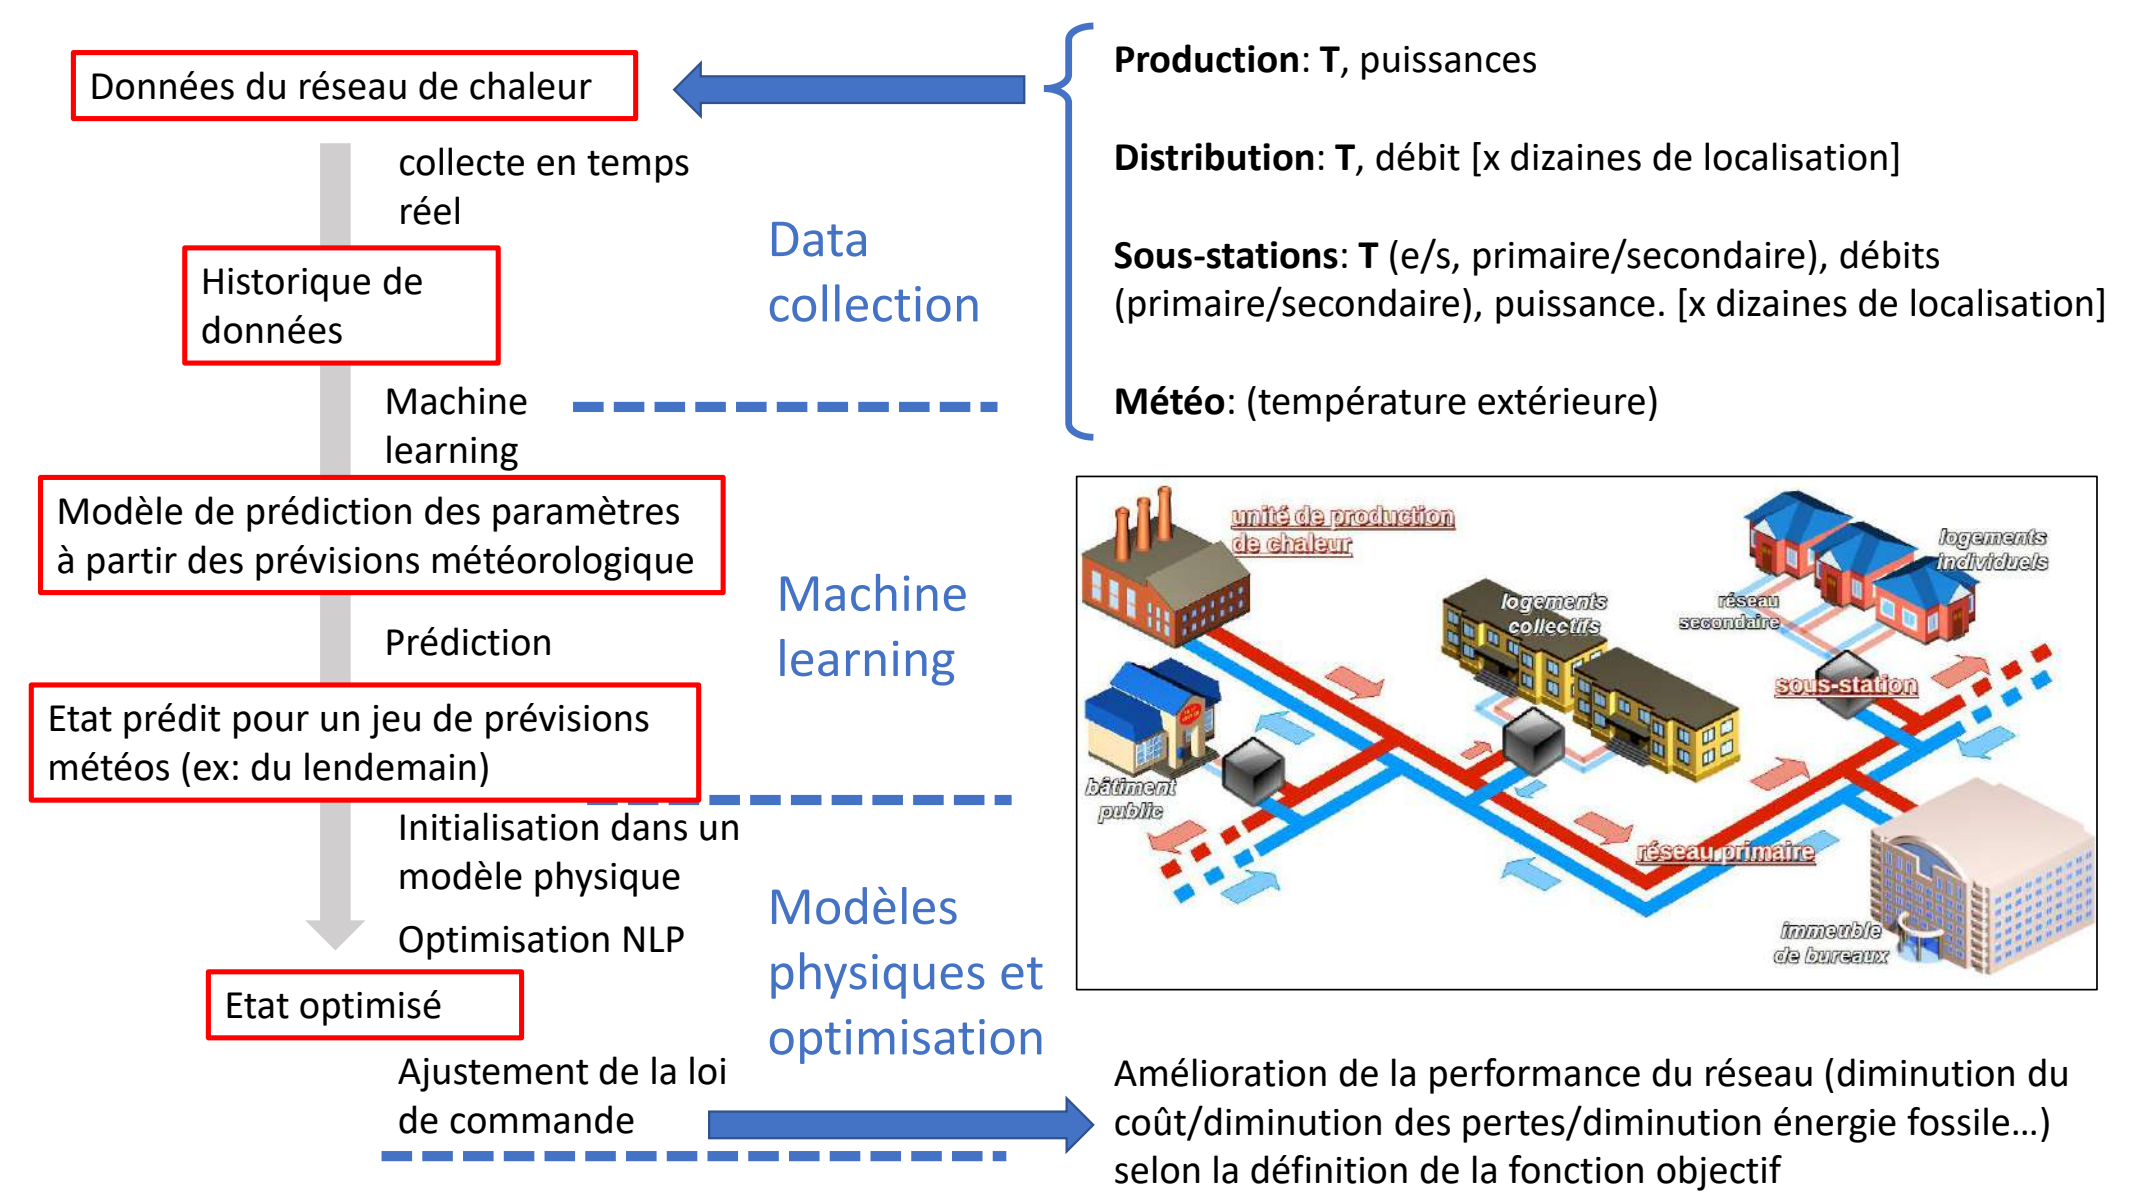 Données du réseau de chaleur
collecte en temps
réel
Historique de
données
Machine
learning
Modèle de prédiction des paramètres
à partir des prévisions météorologique
Prédiction
Etat prédit pour un jeu de prévisions
météos (ex: du lendemain)
Initialisation dans un
modèle physique
Optimisation NLP
Etat optimisé
Ajustement de la loi
de commande
Data
collection
Machine
learning
Modèles
physiques et
optimisation
Production: T, puissances
Distribution: T, débit [x dizaines de localisation]
Sous-stations: T (e/s, primaire/secondaire), débits
(primaire/secondaire), puissance. [x dizaines de localisation]
Météo: (température extérieure)
unité de production
de chaleur
logements
individuels
logements
collectifs
réseau
secondaire
sous-station
bâtiment
public
réseau primaire
immeuble
de bureaux
Amélioration de la performance du réseau (diminution du
coût/diminution des pertes/diminution énergie fossile…)
selon la définition de la fonction objectif